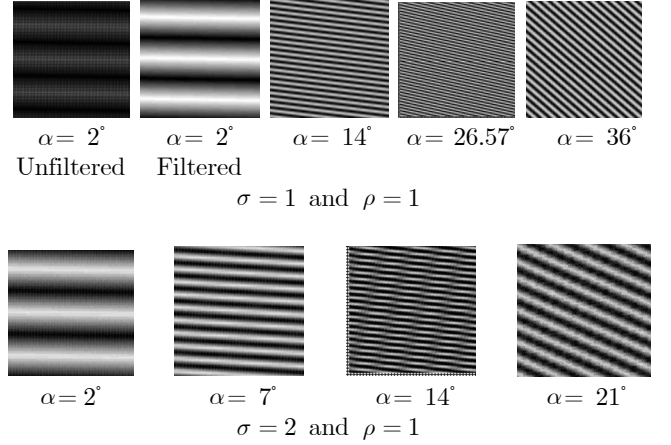 α= 2° α= 2° α= 14° α= 26.57° α= 36°
Unfiltered Filtered
σ = 1 and ρ = 1
α= 2° α= 7° α= 14° α= 21°
σ = 2 and ρ = 1